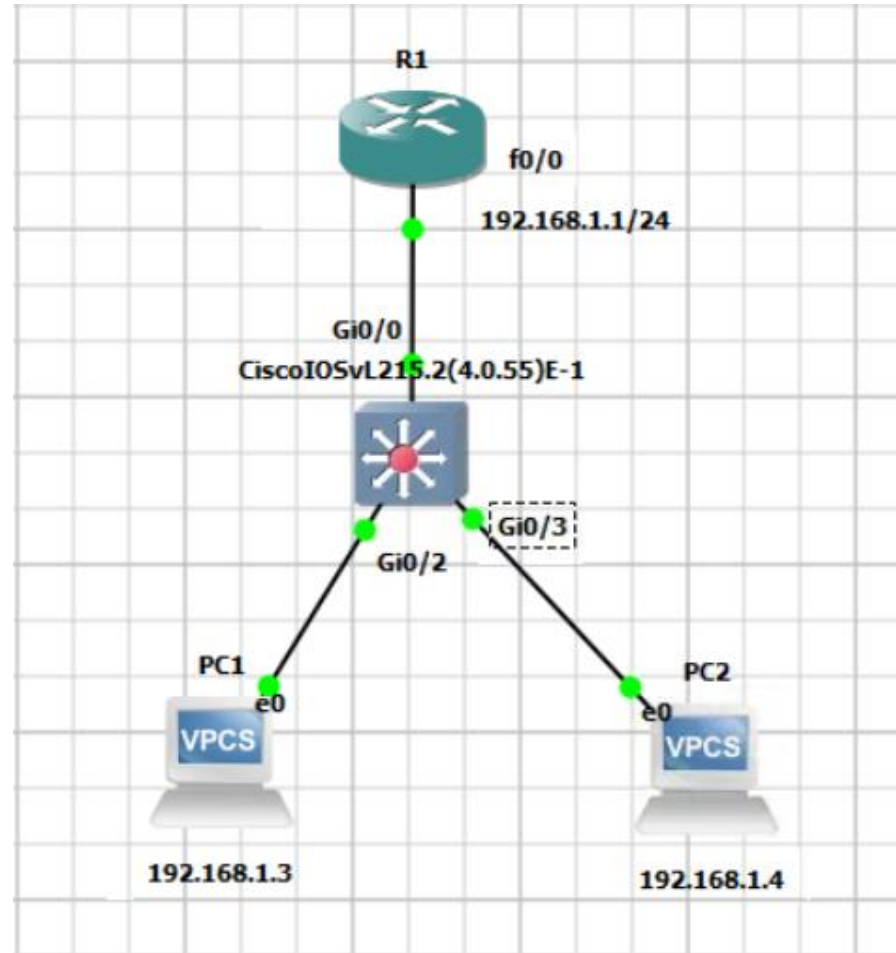 R1
f0/0
192.168.1.1/24
Gi0/0
CiscoIOSvL215.2(4.0.55)E-1
Gi0/3
Gi0/2
PC1
PC2
e0
e0
VPCS
VPCS
192.168.1.3
192.168.1.4